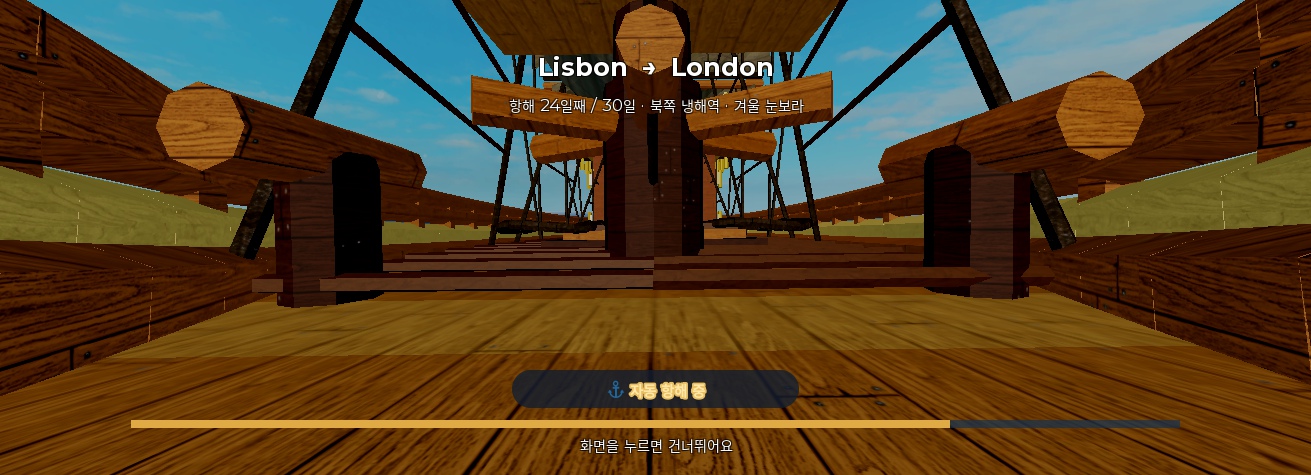 Lisbon → London
항해 24일째 / 30일 · 북쪽 냉해역 · 겨울 눈보라
⚓ 자동 항해 중
화면을 누르면 건너뛰어요